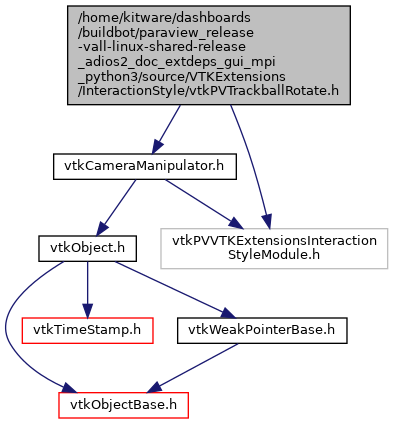 /home/kitware/dashboards
/buildbot/paraview_release
-vall-linux-shared-release
_adios2_doc_extdeps_gui_mpi
_python3/source/VTKExtensions
/InteractionStyle/vtkPVTrackballRotate.h
vtkCameraManipulator.h
vtkObject.h
vtkPVVTKExtensionsInteraction
StyleModule.h
vtkTimeStamp.h
vtkWeakPointerBase.h
vtkObjectBase.h